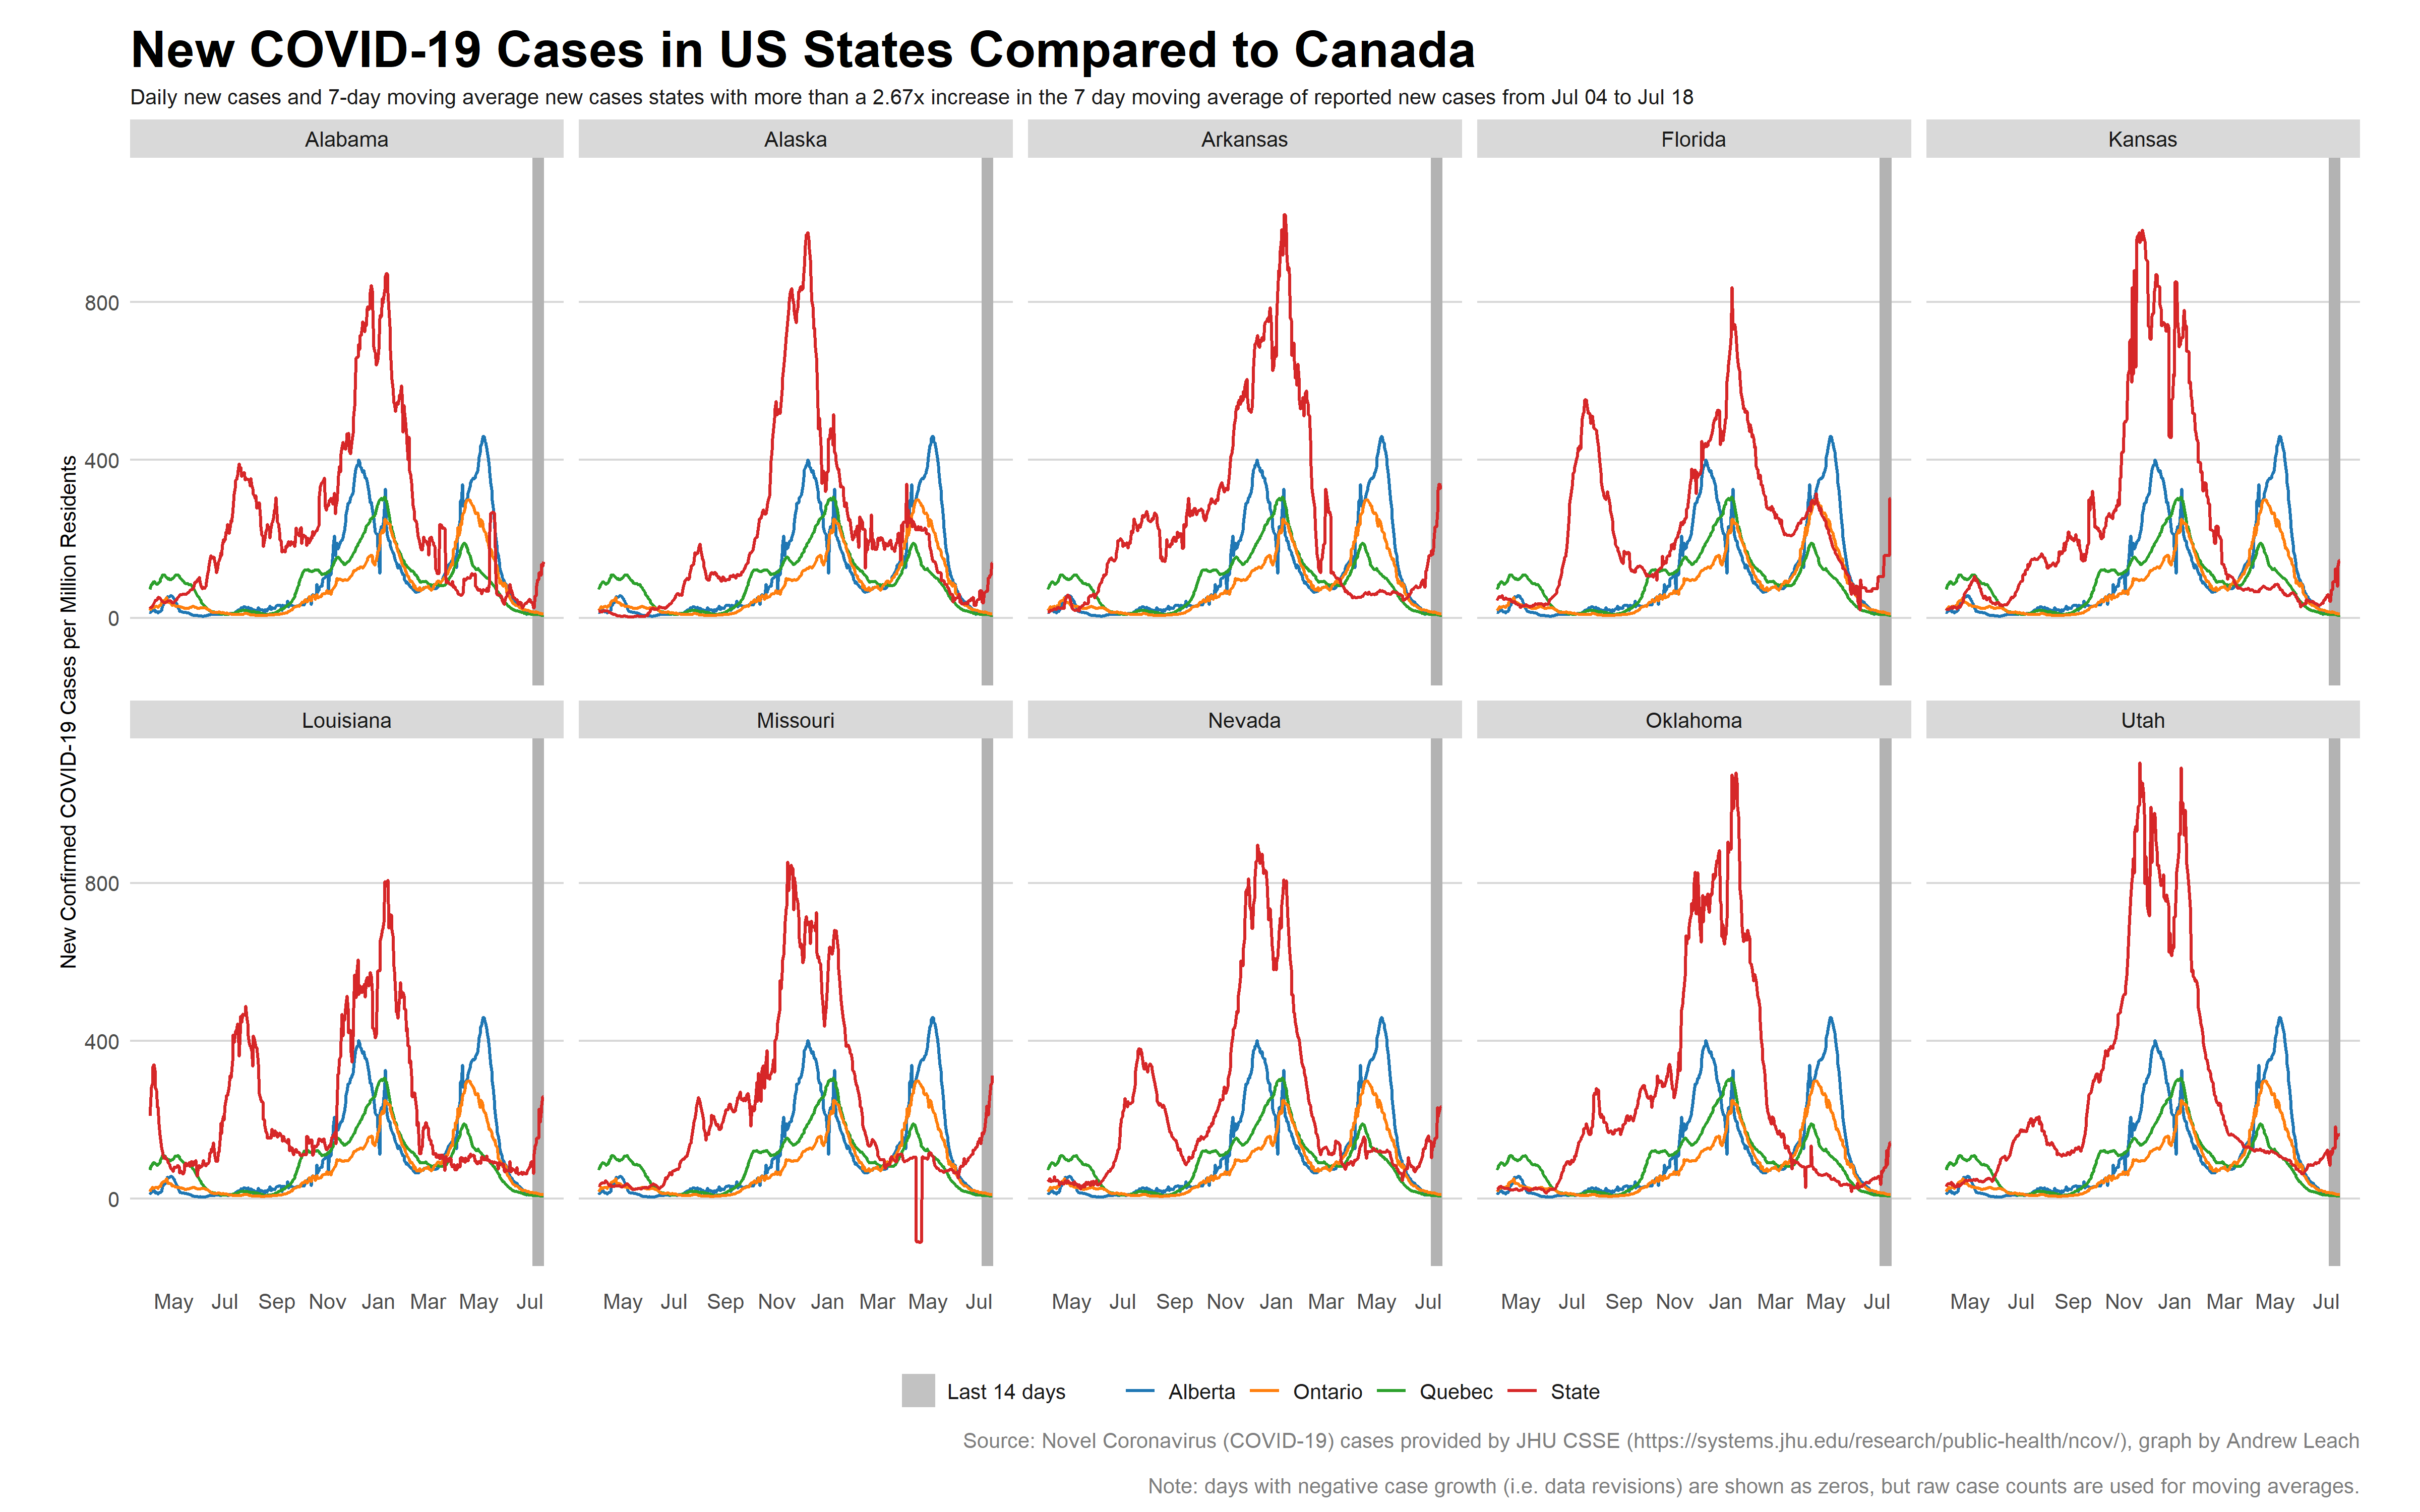 New COVID-19 Cases in US States Compared to Canada
Daily new cases and 7-day moving average new cases states with more than a 2.67x increase in the 7 day moving average of reported new cases from Jul 04 to Jul 18
Alabama Alaska Arkansas Florida Kansas
800
400
0
New Confirmed COVID-19 Cases per Million Residents
Louisiana Missouri Nevada Oklahoma Utah
800
400
0
May Jul Sep Nov Jan Mar May Jul May Jul Sep Nov Jan Mar May Jul May Jul Sep Nov Jan Mar May Jul May Jul Sep Nov Jan Mar May Jul May Jul Sep Nov Jan Mar May Jul
Last 14 days Alberta Ontario Quebec State
Source: Novel Coronavirus (COVID-19) cases provided by JHU CSSE (https://systems.jhu.edu/research/public-health/ncov/), graph by Andrew Leach
Note: days with negative case growth (i.e. data revisions) are shown as zeros, but raw case counts are used for moving averages.